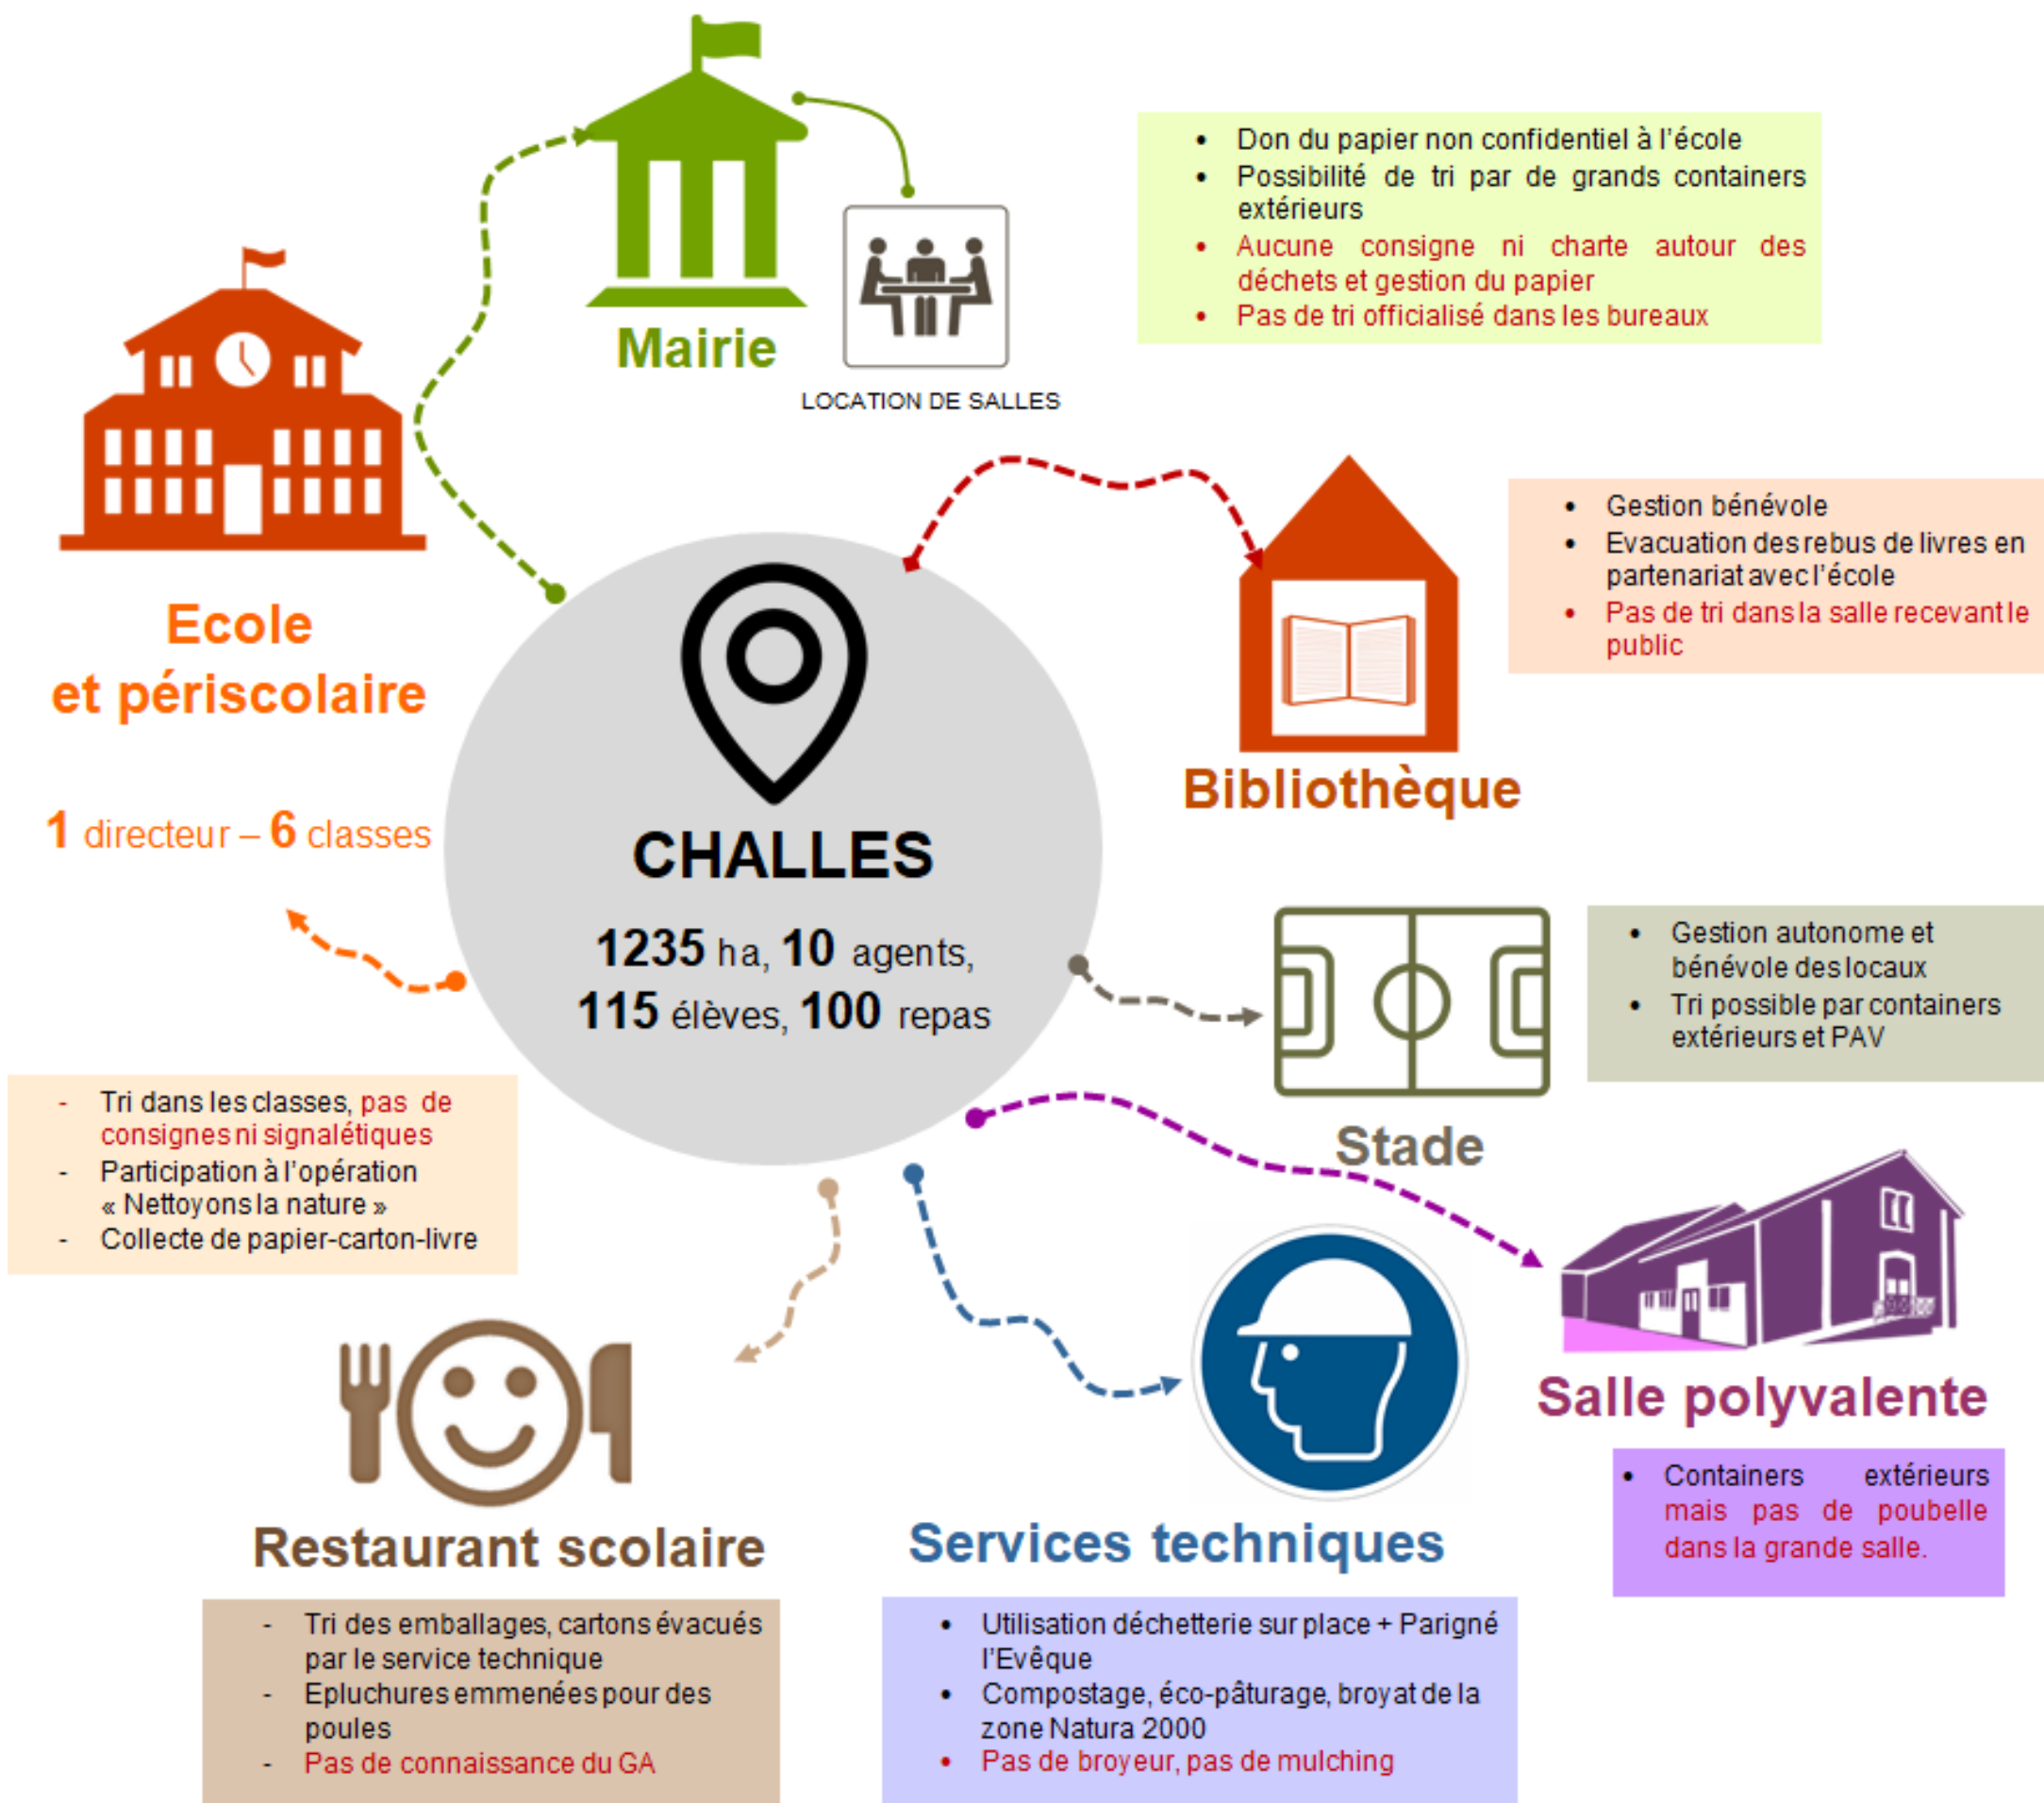 Mairie
LOCATION DE SALLES
• Don du papier non confidentiel à l'école
• Possibilité de tri par de grands containers
extérieurs
• Aucune consigne ni charte autour des
déchets et gestion du papier
• Pas de tri officialisé dans les bureaux
Ecole
et périscolaire
1 directeur – 6 classes
• Gestion bénévole
• Evacuation des rebus de livres en
partenariat avec l'école
• Pas de tri dans la salle recevant le
public
Bibliothèque
CHALLES
1235 ha, 10 agents,
115 élèves, 100 repas
• Gestion autonome et
bénévole des locaux
• Tri possible par containers
extérieurs et PAV
Stade
- Tri dans les classes, pas de
consignes ni signalétiques
- Participation à l'opération
« Nettoyons la nature »
- Collecte de papier-carton-livre
Salle polyvalente
• Containers extérieurs
mais pas de poubelle
dans la grande salle.
Restaurant scolaire
- Tri des emballages, cartons évacués
par le service technique
- Epluchures emmenées pour des
poules
- Pas de connaissance du GA
Services techniques
• Utilisation déchetterie sur place + Parigné
l'Evêque
• Compostage, éco-pâturage, broyat de la
zone Natura 2000
• Pas de broyeur, pas de mulching